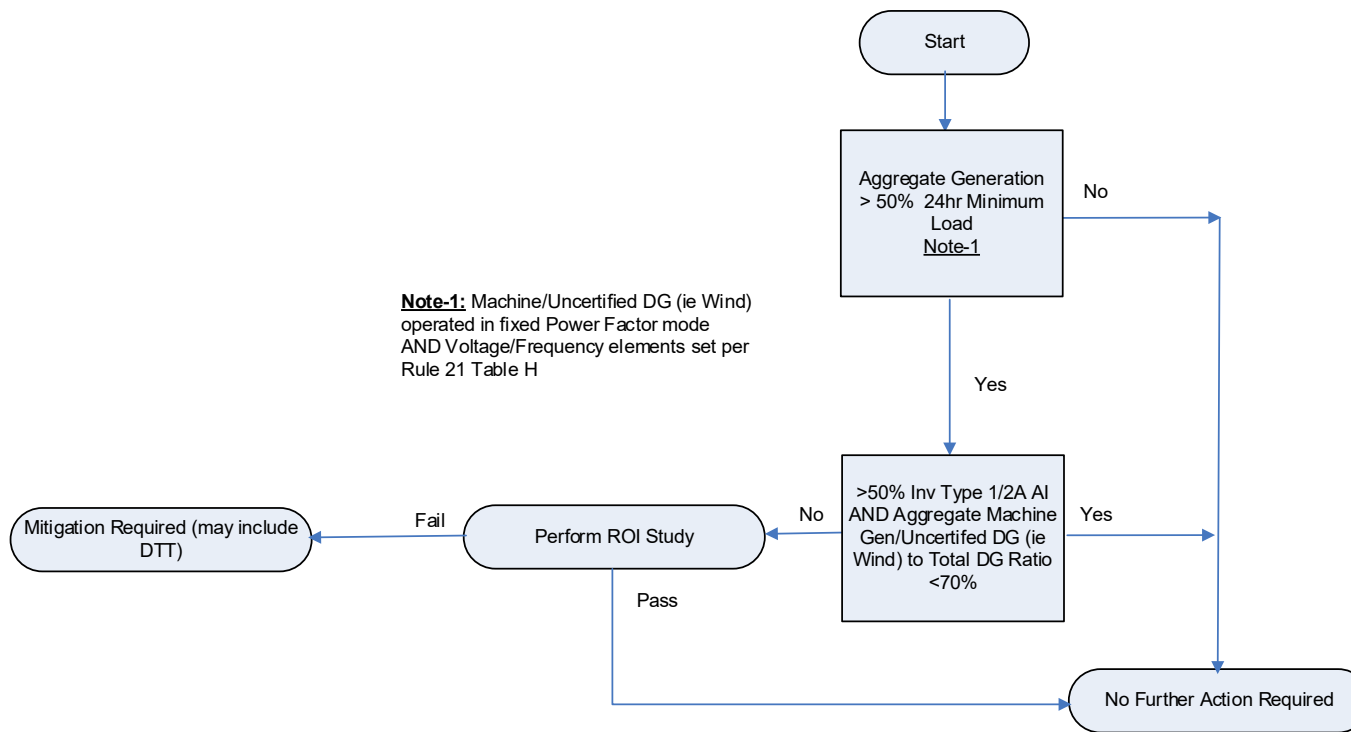 Start
Aggregate Generation
> 50%  24hr Minimum
Load
Note-1
No
Note-1: Machine/Uncertified DG (ie Wind)
operated in fixed Power Factor mode
AND Voltage/Frequency elements set per
Rule 21 Table H
Yes
>50% Inv Type 1/2A AI
AND Aggregate Machine
Gen/Uncertifed DG (ie
Wind) to Total DG Ratio
<70%
Yes
No
Perform ROI Study
Fail
Mitigation Required (may include
DTT)
Pass
No Further Action Required